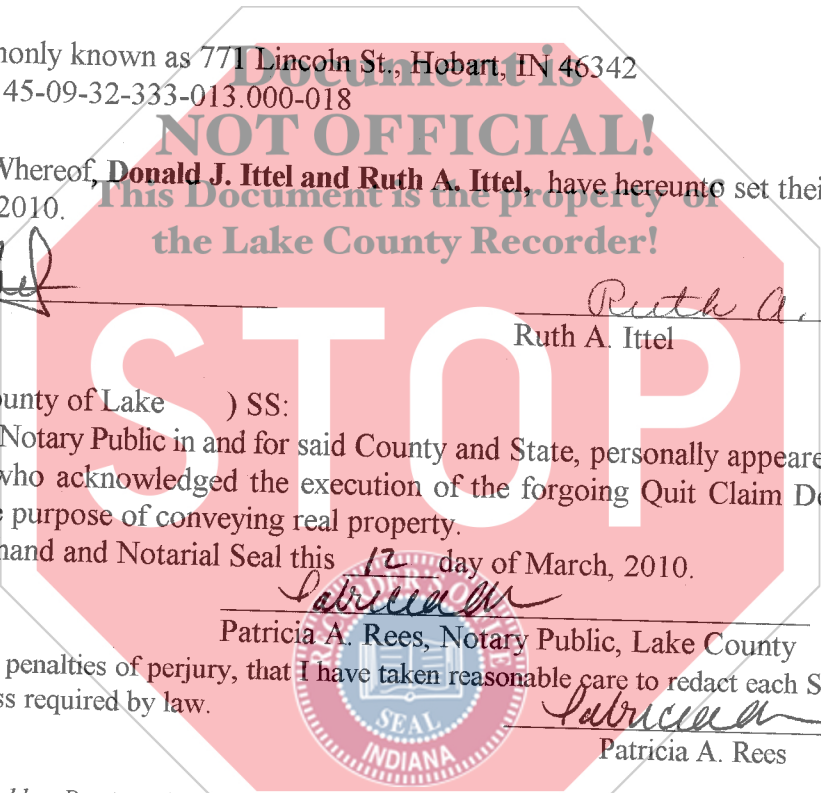 monly known as 771 Lincoln St., Hobart, IN 46342
Document is
45-09-32-333-013.000-018
NOT OFFICIAL!
Whereof, Donald J. Ittel and Ruth A. Ittel, have hereunto set thei
This Document is the property of
2010.
the Lake County Recorder!
Ruth A.
Ruth A. Ittel
STOP
unty of Lake ) SS:
Notary Public in and for said County and State, personally appeare
who acknowledged the execution of the forgoing Quit Claim De
e purpose of conveying real property.
hand and Notarial Seal this 12 day of March, 2010.
Patricia A. Rees, Notary Public, Lake County
penalties of perjury, that I have taken reasonable care to redact each S
ss required by law.
Patricia A. Rees
RECORDER'S OFFICE
SEAL
INDIANA